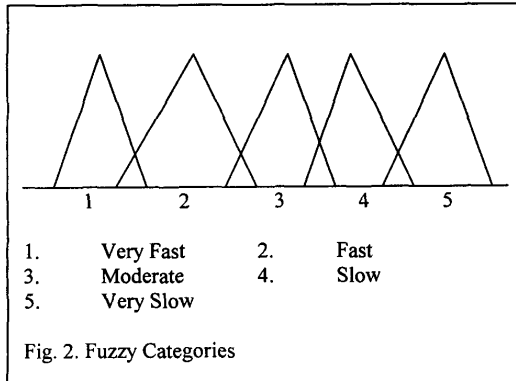 1 2 3 4 5
1. Very Fast 2. Fast
3. Moderate 4. Slow
5. Very Slow
Fig. 2. Fuzzy Categories